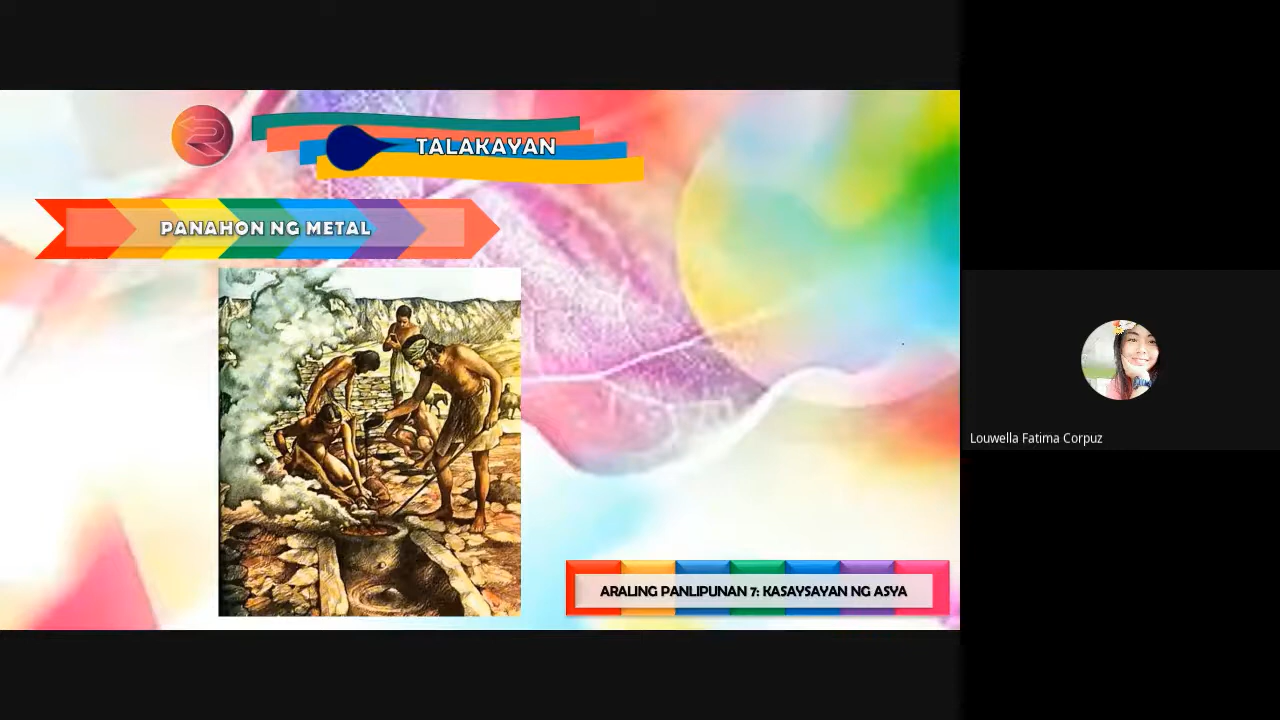 TALAKAYAN
PANAHON NG METAL
Louwella Fatima Corpuz
ARALING PANLIPUNAN 7: KASAYSAYAN NG ASYA